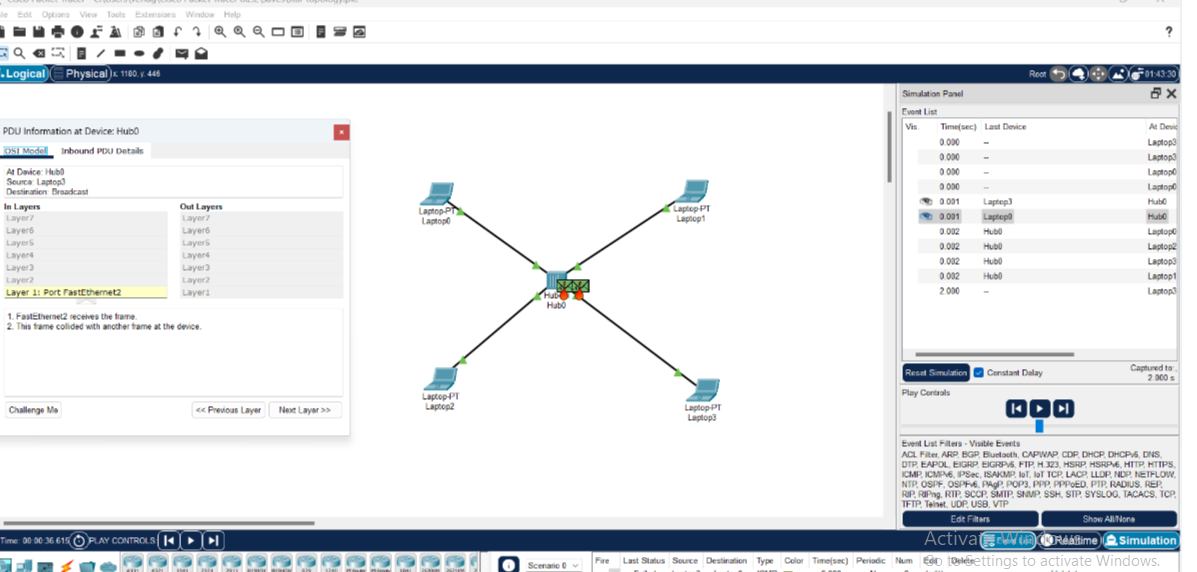 File Edit Options View Tools Extensions Window Help
?
Logical Physical x: 1180, y: 446
Root 01:43:30
PDU Information at Device: Hub0
OSI Model Inbound PDU Details
At Device: Hub0
Source: Laptop3
Destination: Broadcast
In Layers Out Layers
Layer7 Layer7
Layer6 Layer6
Layer5 Layer5
Layer4 Layer4
Layer3 Layer3
Layer2 Layer2
Layer 1: Port FastEthernet2 Layer1
1. FastEthernet2 receives the frame.
2. This frame collided with another frame at the device.
Challenge Me << Previous Layer Next Layer >>
Laptop-PT
Laptop0
Laptop-PT
Laptop1
Hub0
Laptop-PT
Laptop2
Laptop-PT
Laptop3
Simulation Panel
Event List
Vis. Time(sec) Last Device At Devic
0.000 -- Laptop3
0.000 -- Laptop3
0.000 -- Laptop0
0.000 -- Laptop0
0.001 Laptop3 Hub0
0.001 Laptop0 Hub0
0.002 Hub0 Laptop0
0.002 Hub0 Laptop2
0.002 Hub0 Laptop3
0.002 Hub0 Laptop1
2.000 -- Laptop3
Reset Simulation Constant Delay Captured to:
2.000 s
Play Controls
Event List Filters - Visible Events
ACL Filter, ARP, BGP, Bluetooth, CAPWAP, CDP, DHCP, DHCPv6, DNS,
DTP, EAPOL, EIGRP, EIGRPv6, FTP, H.323, HSRP, HSRPv6, HTTP, HTTPS,
ICMP, ICMPv6, IPSec, ISAKMP, IoT, IoT TCP, LACP, LLDP, NDP, NETFLOW,
NTP, OSPF, OSPFv6, PAgP, POP3, PPP, PPPoED, PTP, RADIUS, REP,
RIP, RIPng, RTP, SCCP, SMTP, SNMP, SSH, STP, SYSLOG, TACACS, TCP,
TFTP, Telnet, UDP, USB, VTP
Edit Filters Show All/None
Time: 00:00:36.615 PLAY CONTROLS:
Realtime Simulation
Scenario 0
Fire Last Status Source Destination Type Color Time(sec) Periodic Num Edit Delete
Go to Settings to activate Windows.